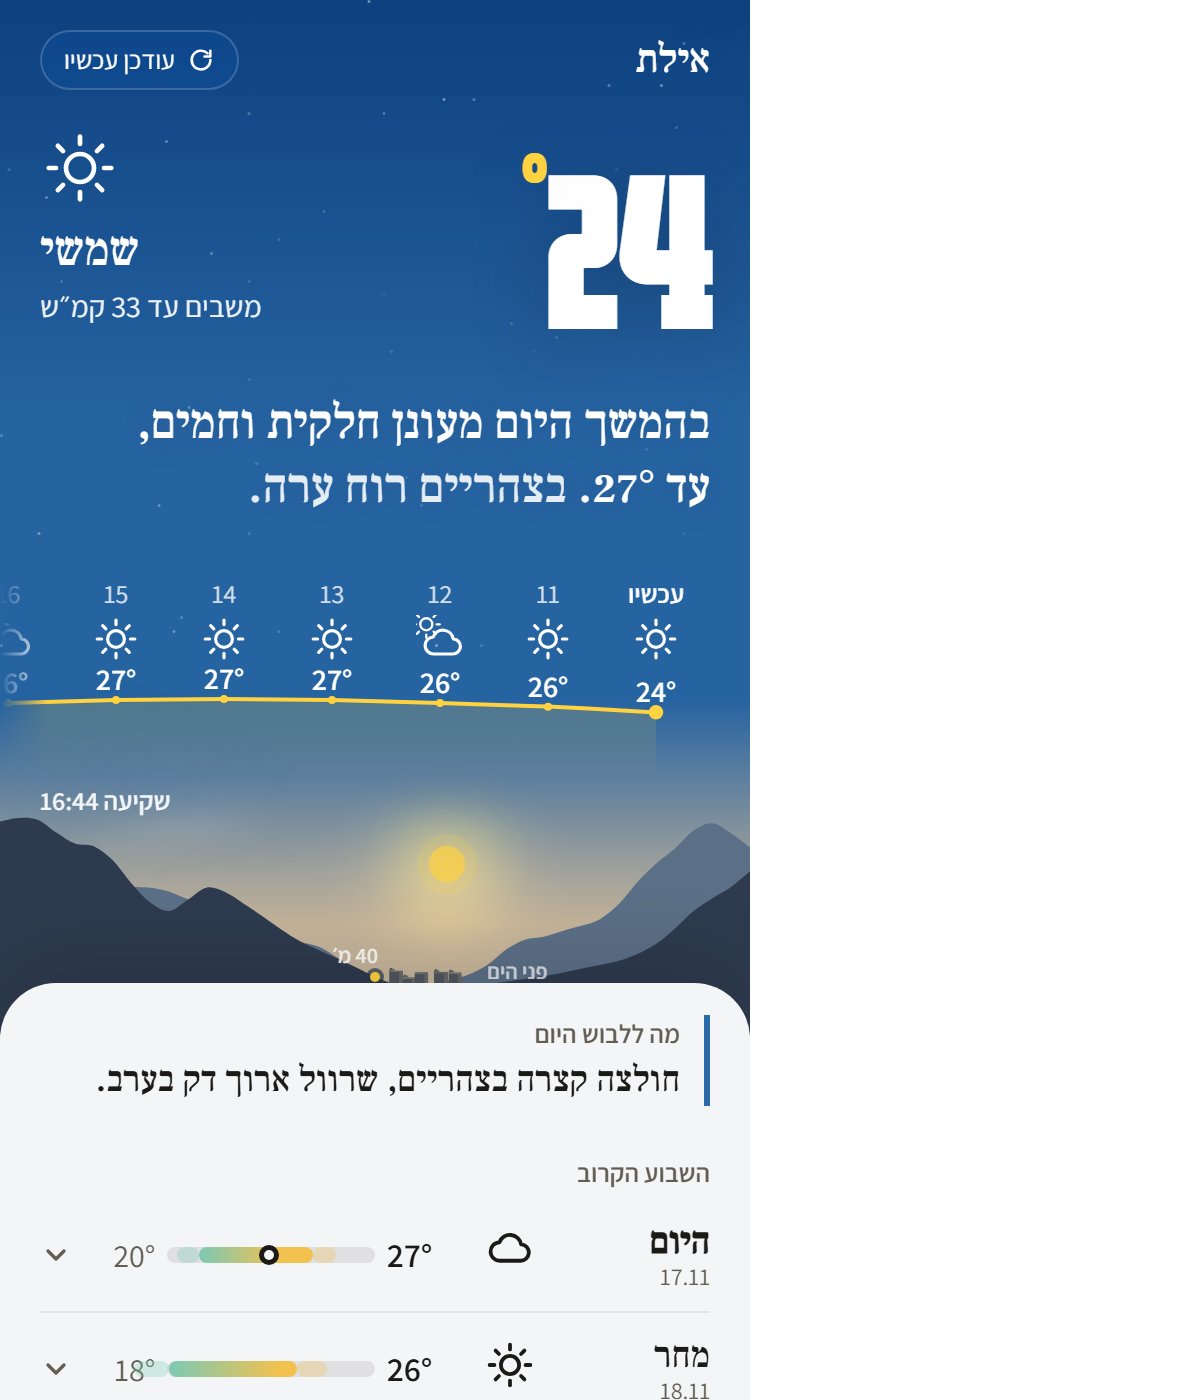 אילת
עודכן עכשיו
24°
שמשי
משבים עד 33 קמ״ש
בהמשך היום מעונן חלקית וחמים,
עד 27°. בצהריים רוח ערה.
עכשיו 11 12 13 14 15
24° 26° 26° 27° 27° 27°
שקיעה 16:44
40 מ׳
פני הים
מה ללבוש היום
חולצה קצרה בצהריים, שרוול ארוך דק בערב.
השבוע הקרוב
היום 27° 20°
17.11
מחר 26° 18°
18.11